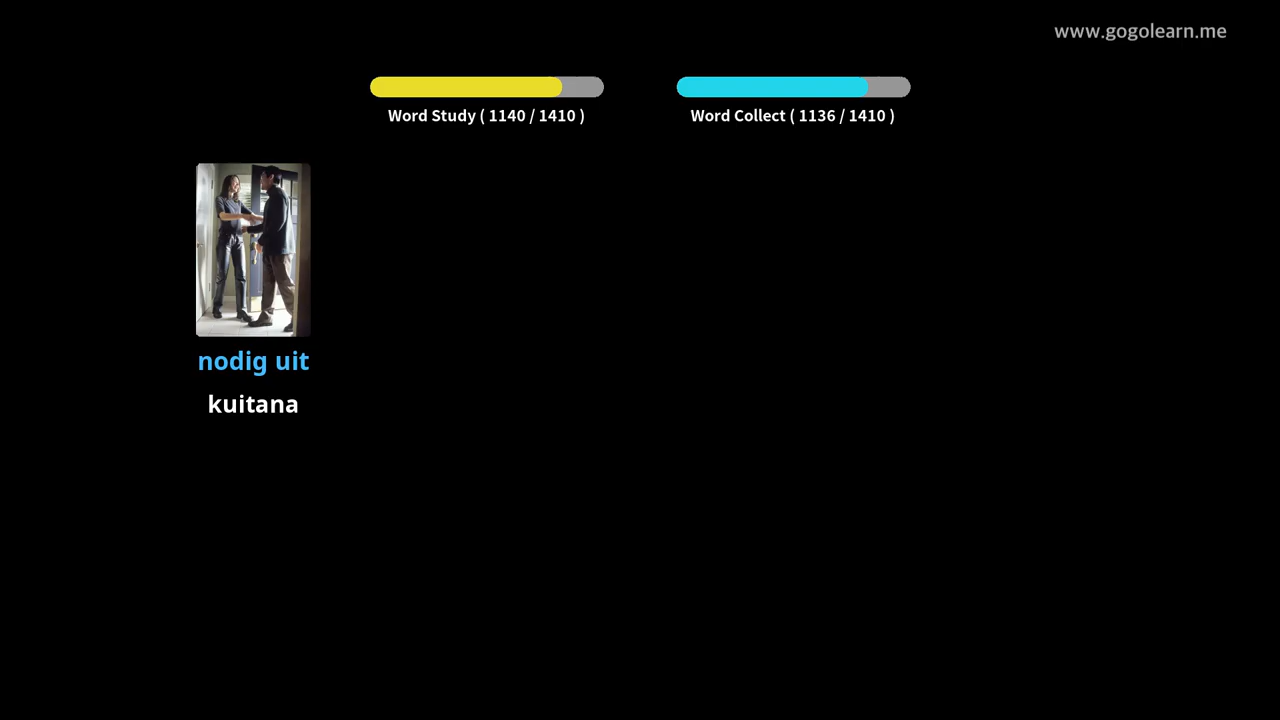 www.gogolearn.me
Word Study ( 1140 / 1410 )
Word Collect ( 1136 / 1410 )
nodig uit
kuitana